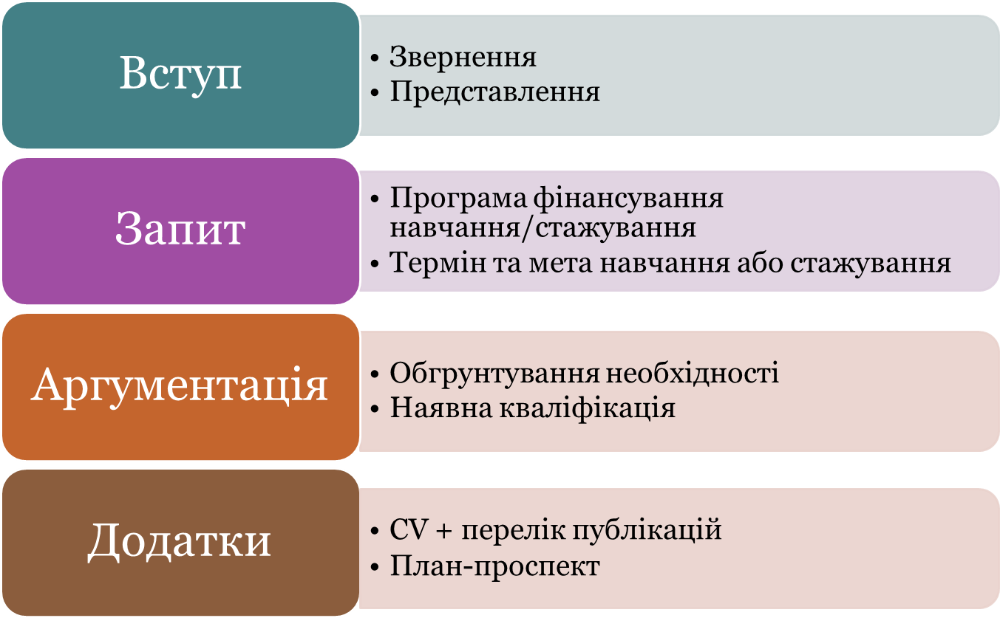 Вступ
• Звернення
• Представлення
Запит
• Програма фінансування
навчання/стажування
• Термін та мета навчання або стажування
Аргументація
• Обгрунтування необхідності
• Наявна кваліфікація
Додатки
• CV + перелік публікацій
• План-проспект